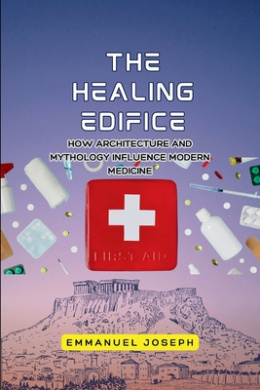 THE
HEALING
EDIFICE
HOW ARCHITECTURE AND
MYTHOLOGY INFLUENCE MODERN
MEDICINE
FIRST AID
EMMANUEL JOSEPH